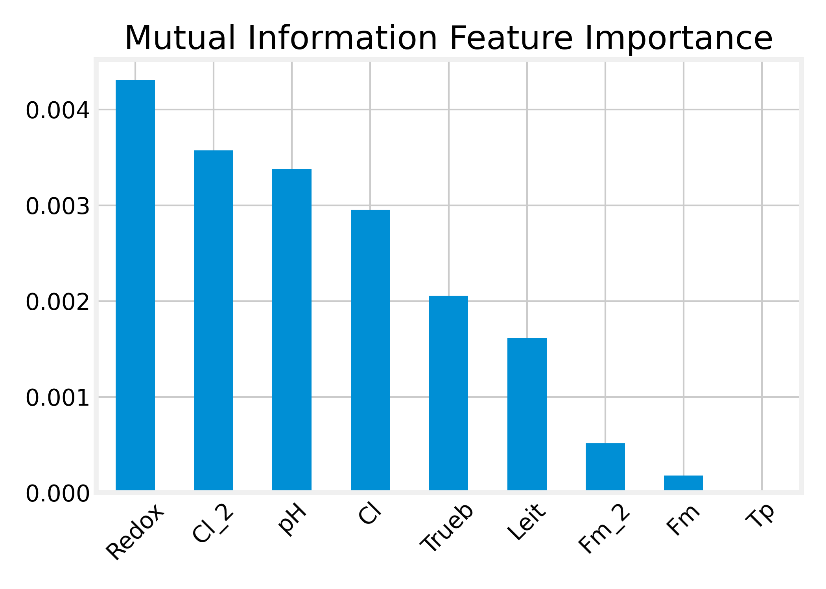 Mutual Information Feature Importance
0.004
0.003
0.002
0.001
0.000
Redox
Cl_2
pH
Cl
Trueb
Leit
Fm_2
Fm
Tp